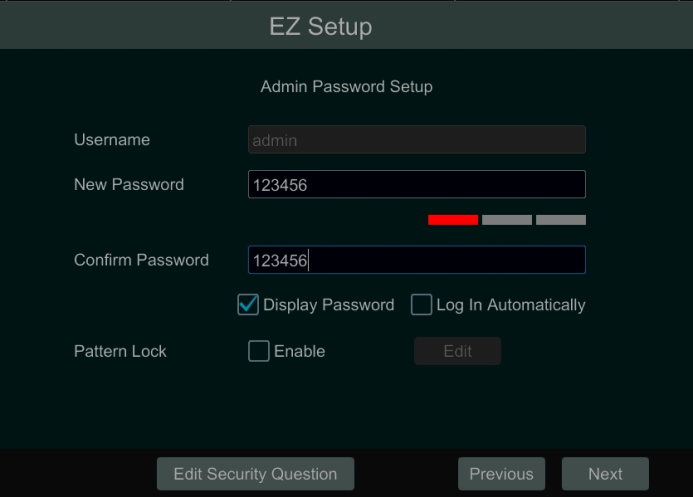 EZ Setup
Admin Password Setup
Username admin
New Password 123456
Confirm Password 123456
Display Password Log In Automatically
Pattern Lock Enable Edit
Edit Security Question Previous Next